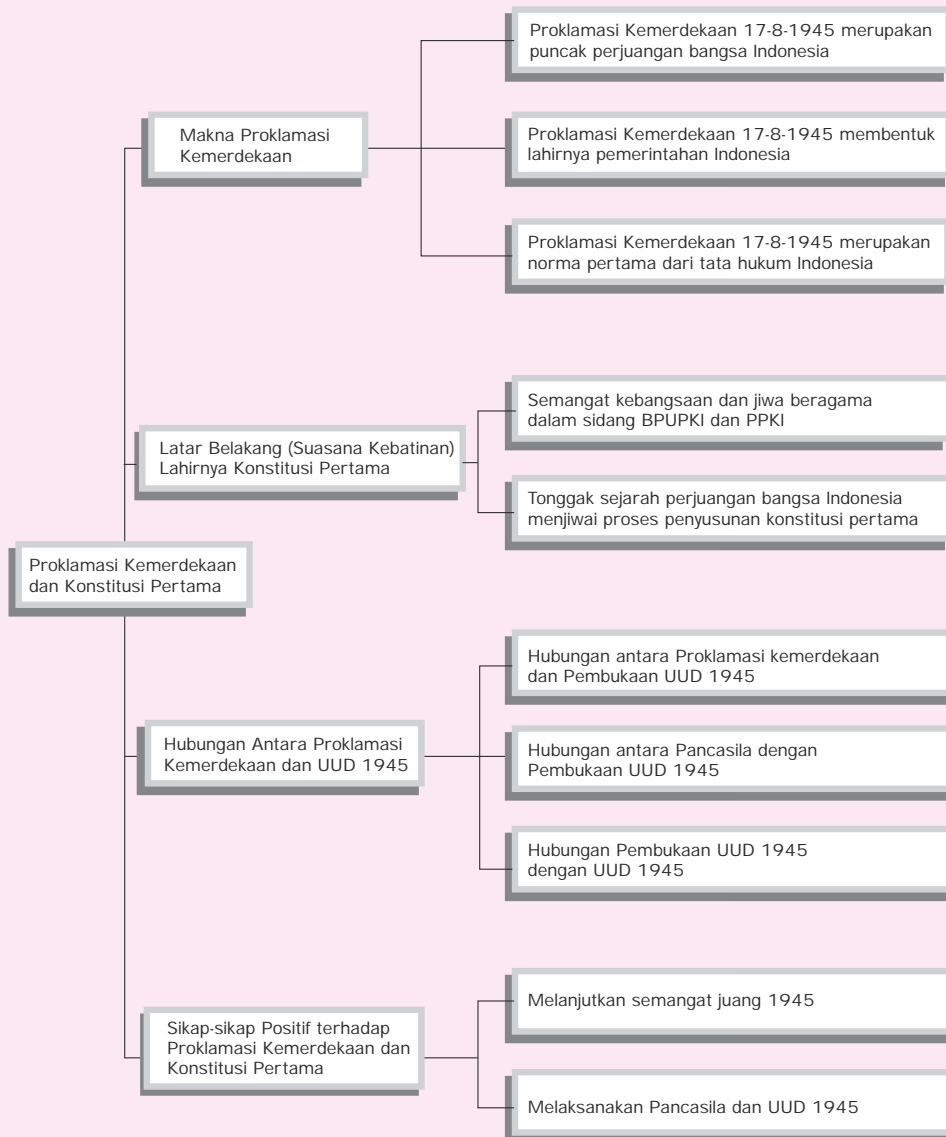 Proklamasi Kemerdekaan
dan Konstitusi Pertama
Makna Proklamasi
Kemerdekaan
Proklamasi Kemerdekaan 17-8-1945 merupakan
puncak perjuangan bangsa Indonesia
Proklamasi Kemerdekaan 17-8-1945 membentuk
lahirnya pemerintahan Indonesia
Proklamasi Kemerdekaan 17-8-1945 merupakan
norma pertama dari tata hukum Indonesia
Latar Belakang (Suasana Kebatinan)
Lahirnya Konstitusi Pertama
Semangat kebangsaan dan jiwa beragama
dalam sidang BPUPKI dan PPKI
Tonggak sejarah perjuangan bangsa Indonesia
menjiwai proses penyusunan konstitusi pertama
Hubungan Antara Proklamasi
Kemerdekaan dan UUD 1945
Hubungan antara Proklamasi kemerdekaan
dan Pembukaan UUD 1945
Hubungan antara Pancasila dengan
Pembukaan UUD 1945
Hubungan Pembukaan UUD 1945
dengan UUD 1945
Sikap-sikap Positif terhadap
Proklamasi Kemerdekaan dan
Konstitusi Pertama
Melanjutkan semangat juang 1945
Melaksanakan Pancasila dan UUD 1945